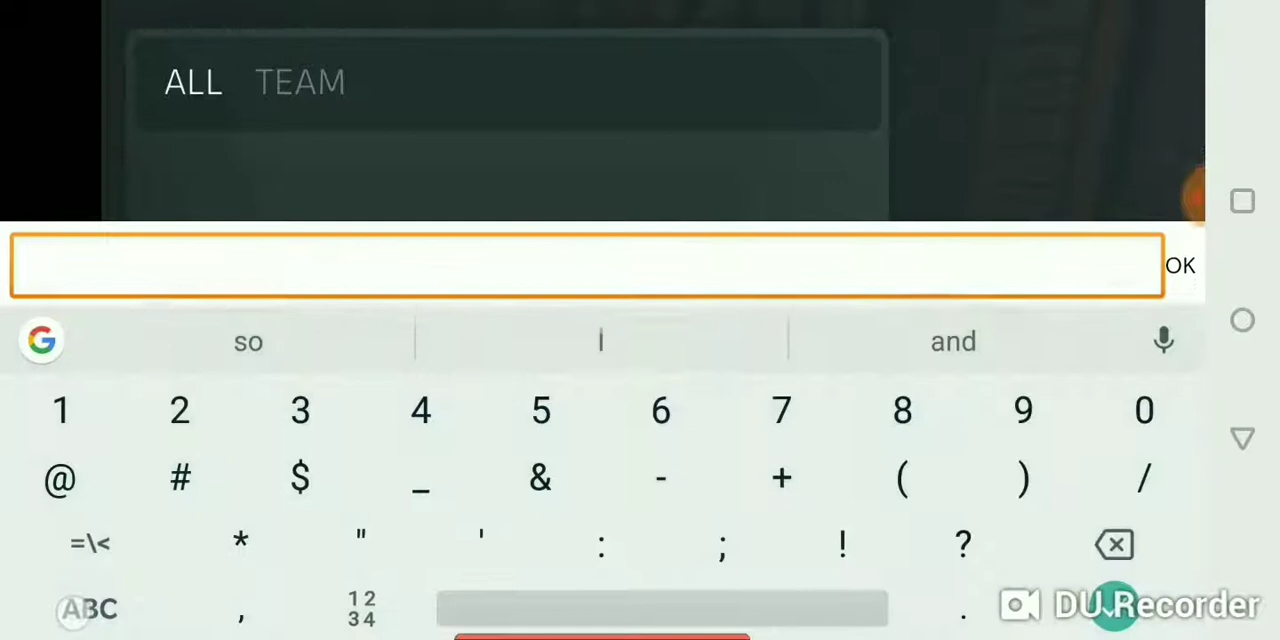 ALL TEAM
OK
so I and
1 2 3 4 5 6 7 8 9 0
@ # $ _ & - + ( ) /
=\< * " ' : ; ! ?
ABC , 12 .
34
DU Recorder